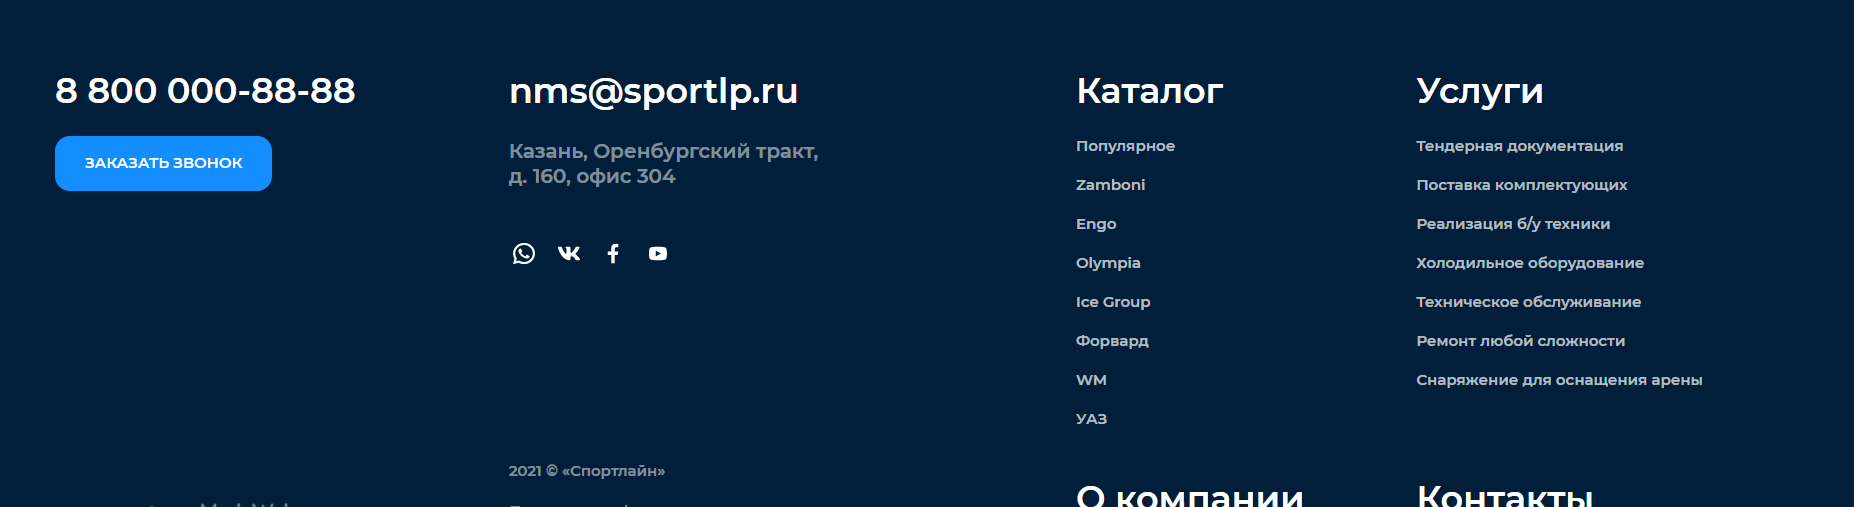 8 800 000-88-88
ЗАКАЗАТЬ ЗВОНОК
nms@sportlp.ru
Казань, Оренбургский тракт,
д. 160, офис 304
2021 © «Спортлайн»
Каталог
Популярное
Zamboni
Engo
Olympia
Ice Group
Форвард
WM
УАЗ
Услуги
Тендерная документация
Поставка комплектующих
Реализация б/у техники
Холодильное оборудование
Техническое обслуживание
Ремонт любой сложности
Снаряжение для оснащения арены
О компании
Контакты